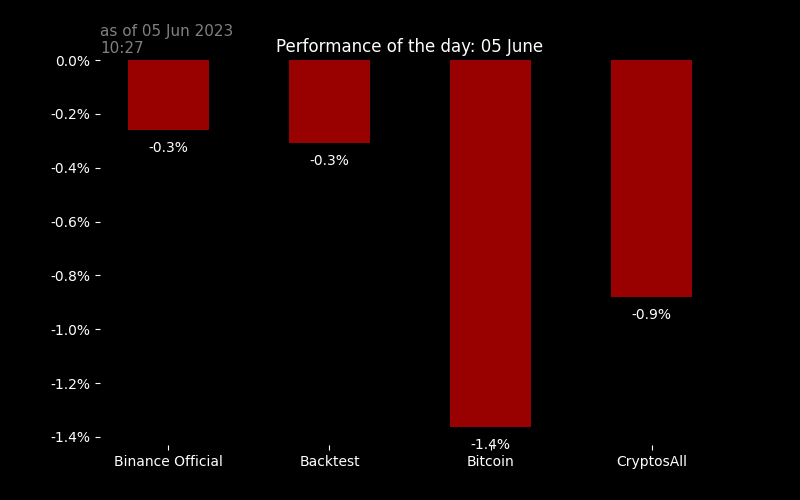 as of 05 Jun 2023
10:27
Performance of the day: 05 June
0.0%
-0.2%
-0.4%
-0.6%
-0.8%
-1.0%
-1.2%
-1.4%
-0.3%
-0.3%
-1.4%
-0.9%
Binance Official
Backtest
Bitcoin
CryptosAll